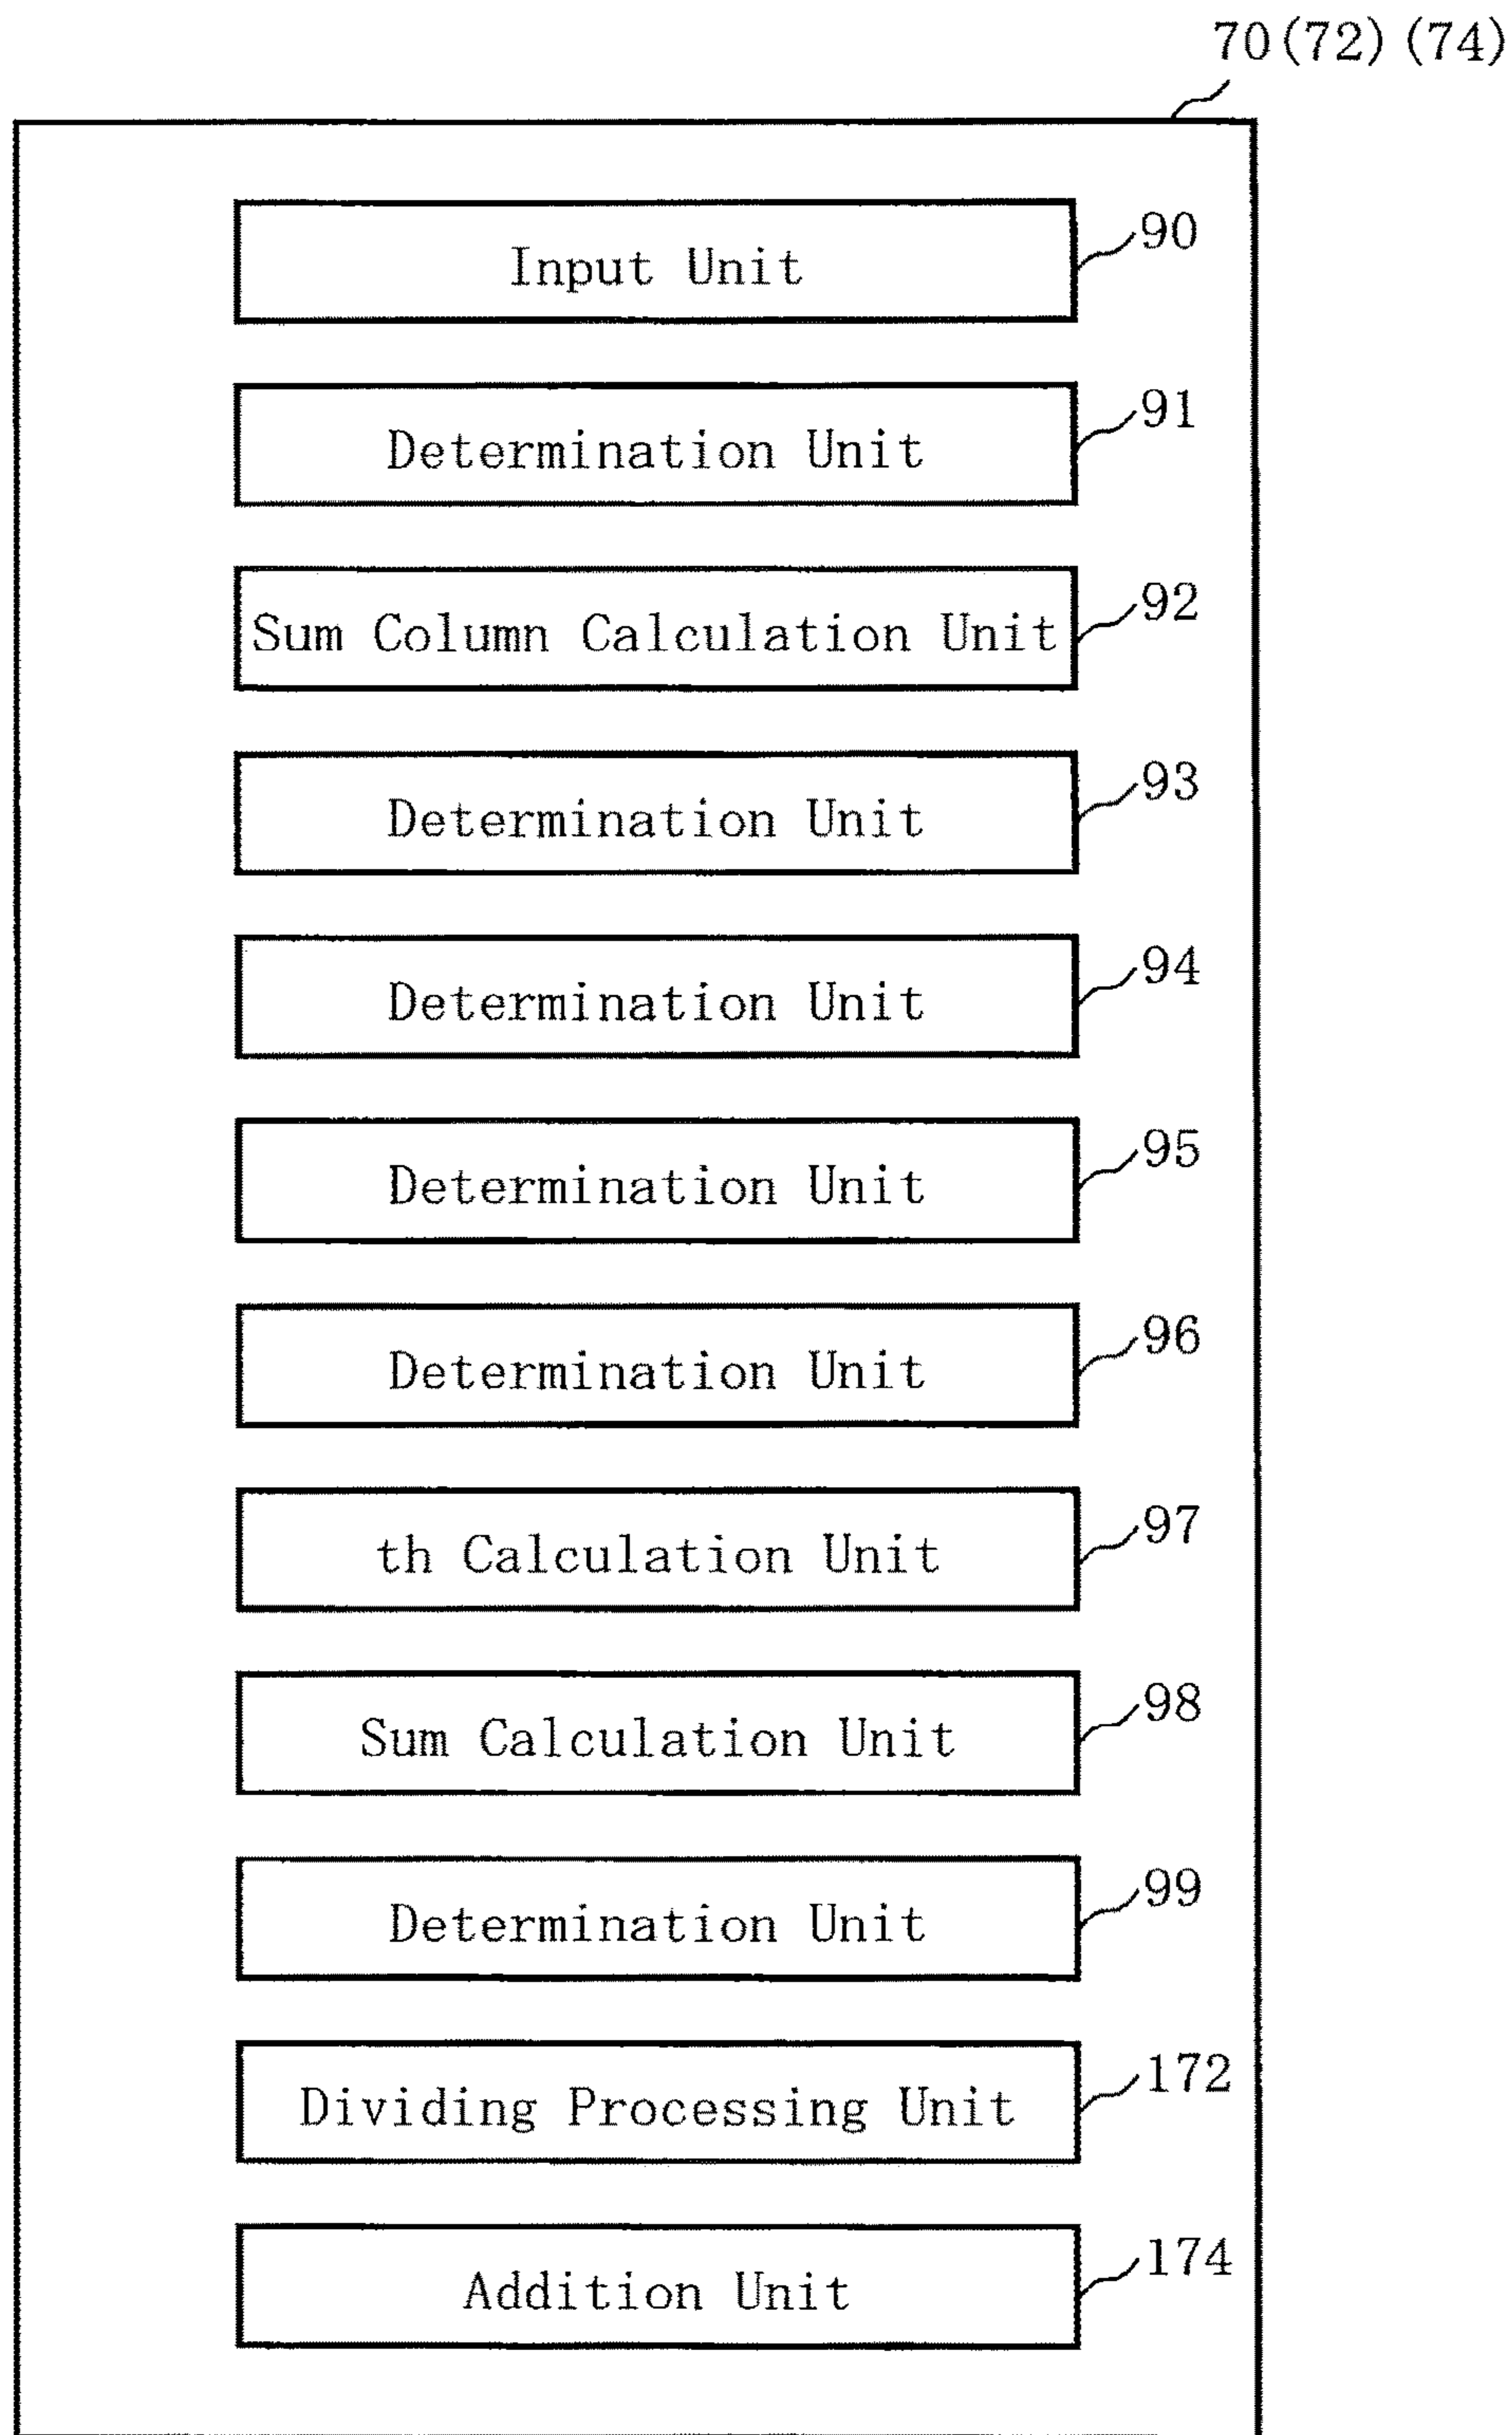 70(72)(74)
Input Unit
90
Determination Unit
91
Sum Column Calculation Unit
92
Determination Unit
93
Determination Unit
94
Determination Unit
95
Determination Unit
96
th Calculation Unit
97
Sum Calculation Unit
98
Determination Unit
99
Dividing Processing Unit
172
Addition Unit
174